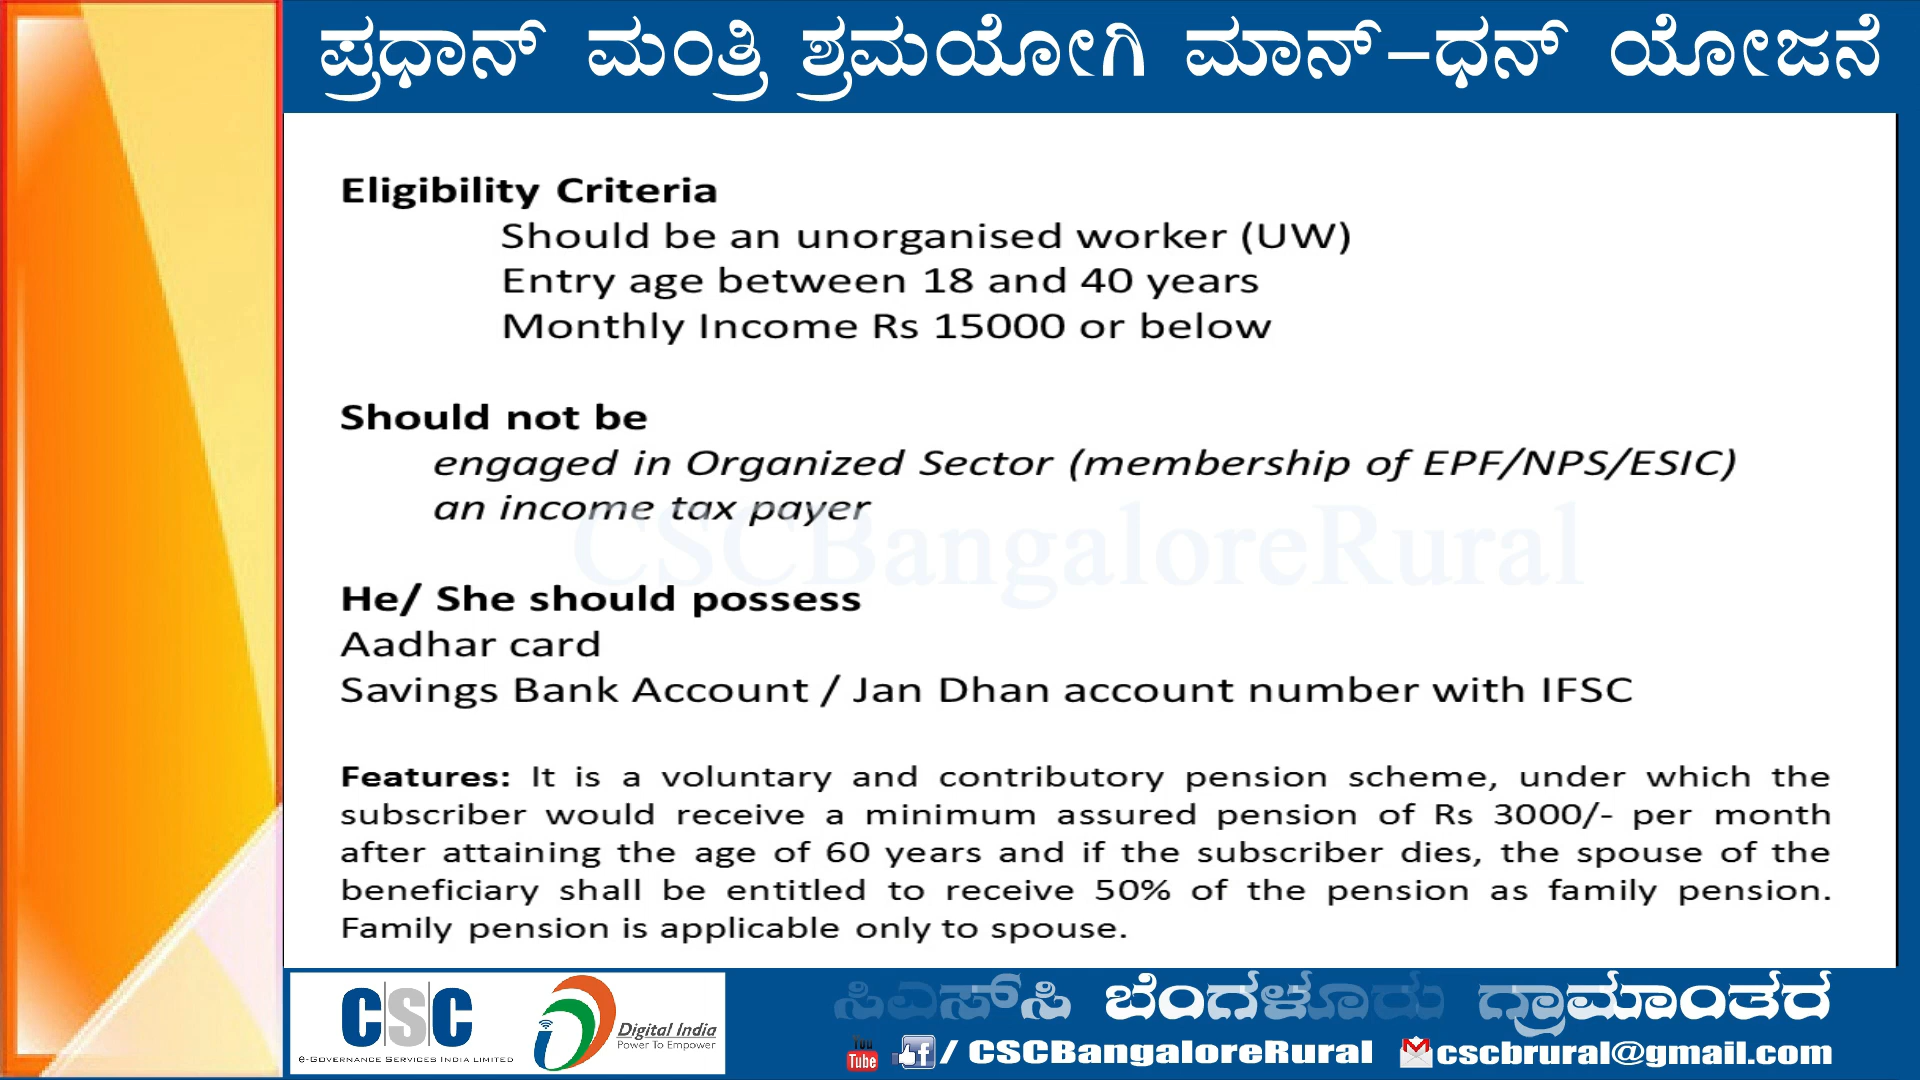 ಪ್ರಧಾನ್ ಮಂತ್ರಿ ಶ್ರಮಯೋಗಿ ಮಾನ್-ಧನ್ ಯೋಜನೆ
Eligibility Criteria
Should be an unorganised worker (UW)
Entry age between 18 and 40 years
Monthly Income Rs 15000 or below
Should not be
engaged in Organized Sector (membership of EPF/NPS/ESIC)
an income tax payer
CSCBangaloreRural
He/ She should possess
Aadhar card
Savings Bank Account / Jan Dhan account number with IFSC
Features: It is a voluntary and contributory pension scheme, under which the
subscriber would receive a minimum assured pension of Rs 3000/- per month
after attaining the age of 60 years and if the subscriber dies, the spouse of the
beneficiary shall be entitled to receive 50% of the pension as family pension.
Family pension is applicable only to spouse.
CSC
e-Governance Services India Limited
Digital India
Power To Empower
ಸಿಎಸ್‌ಸಿ ಬೆಂಗಳೂರು ಗ್ರಾಮಾಂತರ
You Tube f / CSCBangaloreRural cscbrural@gmail.com